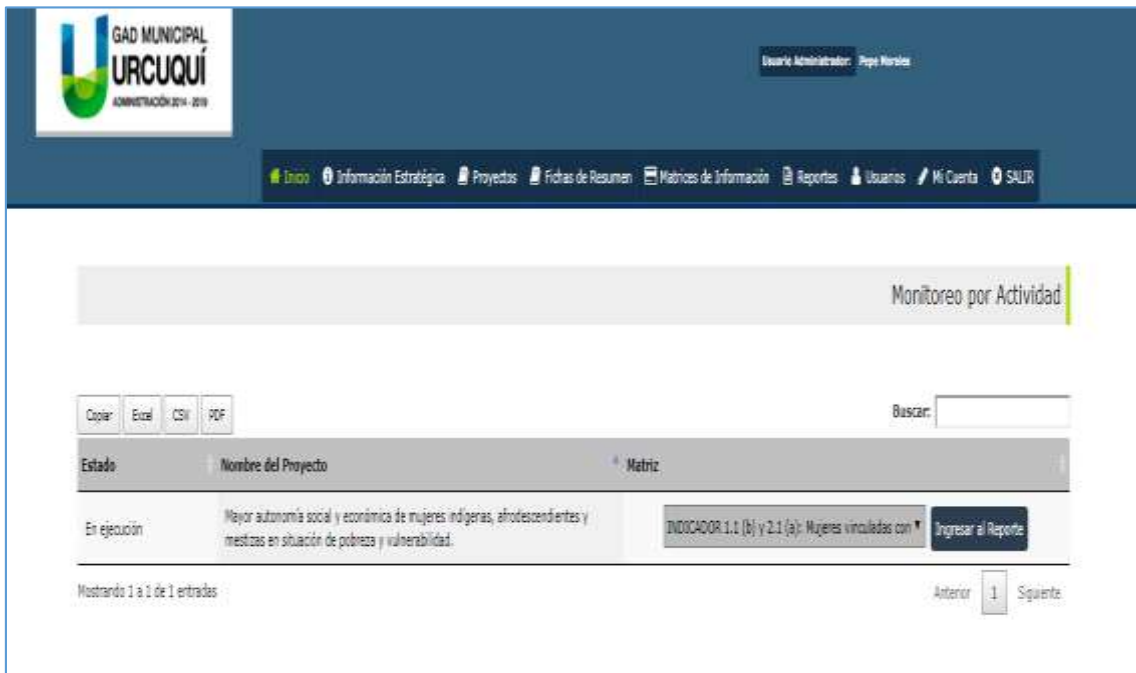 GAD MUNICIPAL
URCUQUÍ
ADMINISTRACIÓN 2014 - 2019
Usuario Administrador: Pepe Morales
Inicio Información Estratégica Proyectos Fichas de Resumen Matrices de Información Reportes Usuarios Mi Cuenta SALIR
Monitoreo por Actividad
Copiar Excel CSV PDF Buscar:
Estado Nombre del Proyecto Matriz
En ejecución Mayor autonomía social y económica de mujeres indígenas, afrodescendientes y
mestizas en situación de pobreza y vulnerabilidad.
INDICADOR 1.1 (b) y 2.1 (a): Mujeres vinculadas con Ingresar al Reporte
Mostrando 1 a 1 de 1 entradas Anterior 1 Siguiente